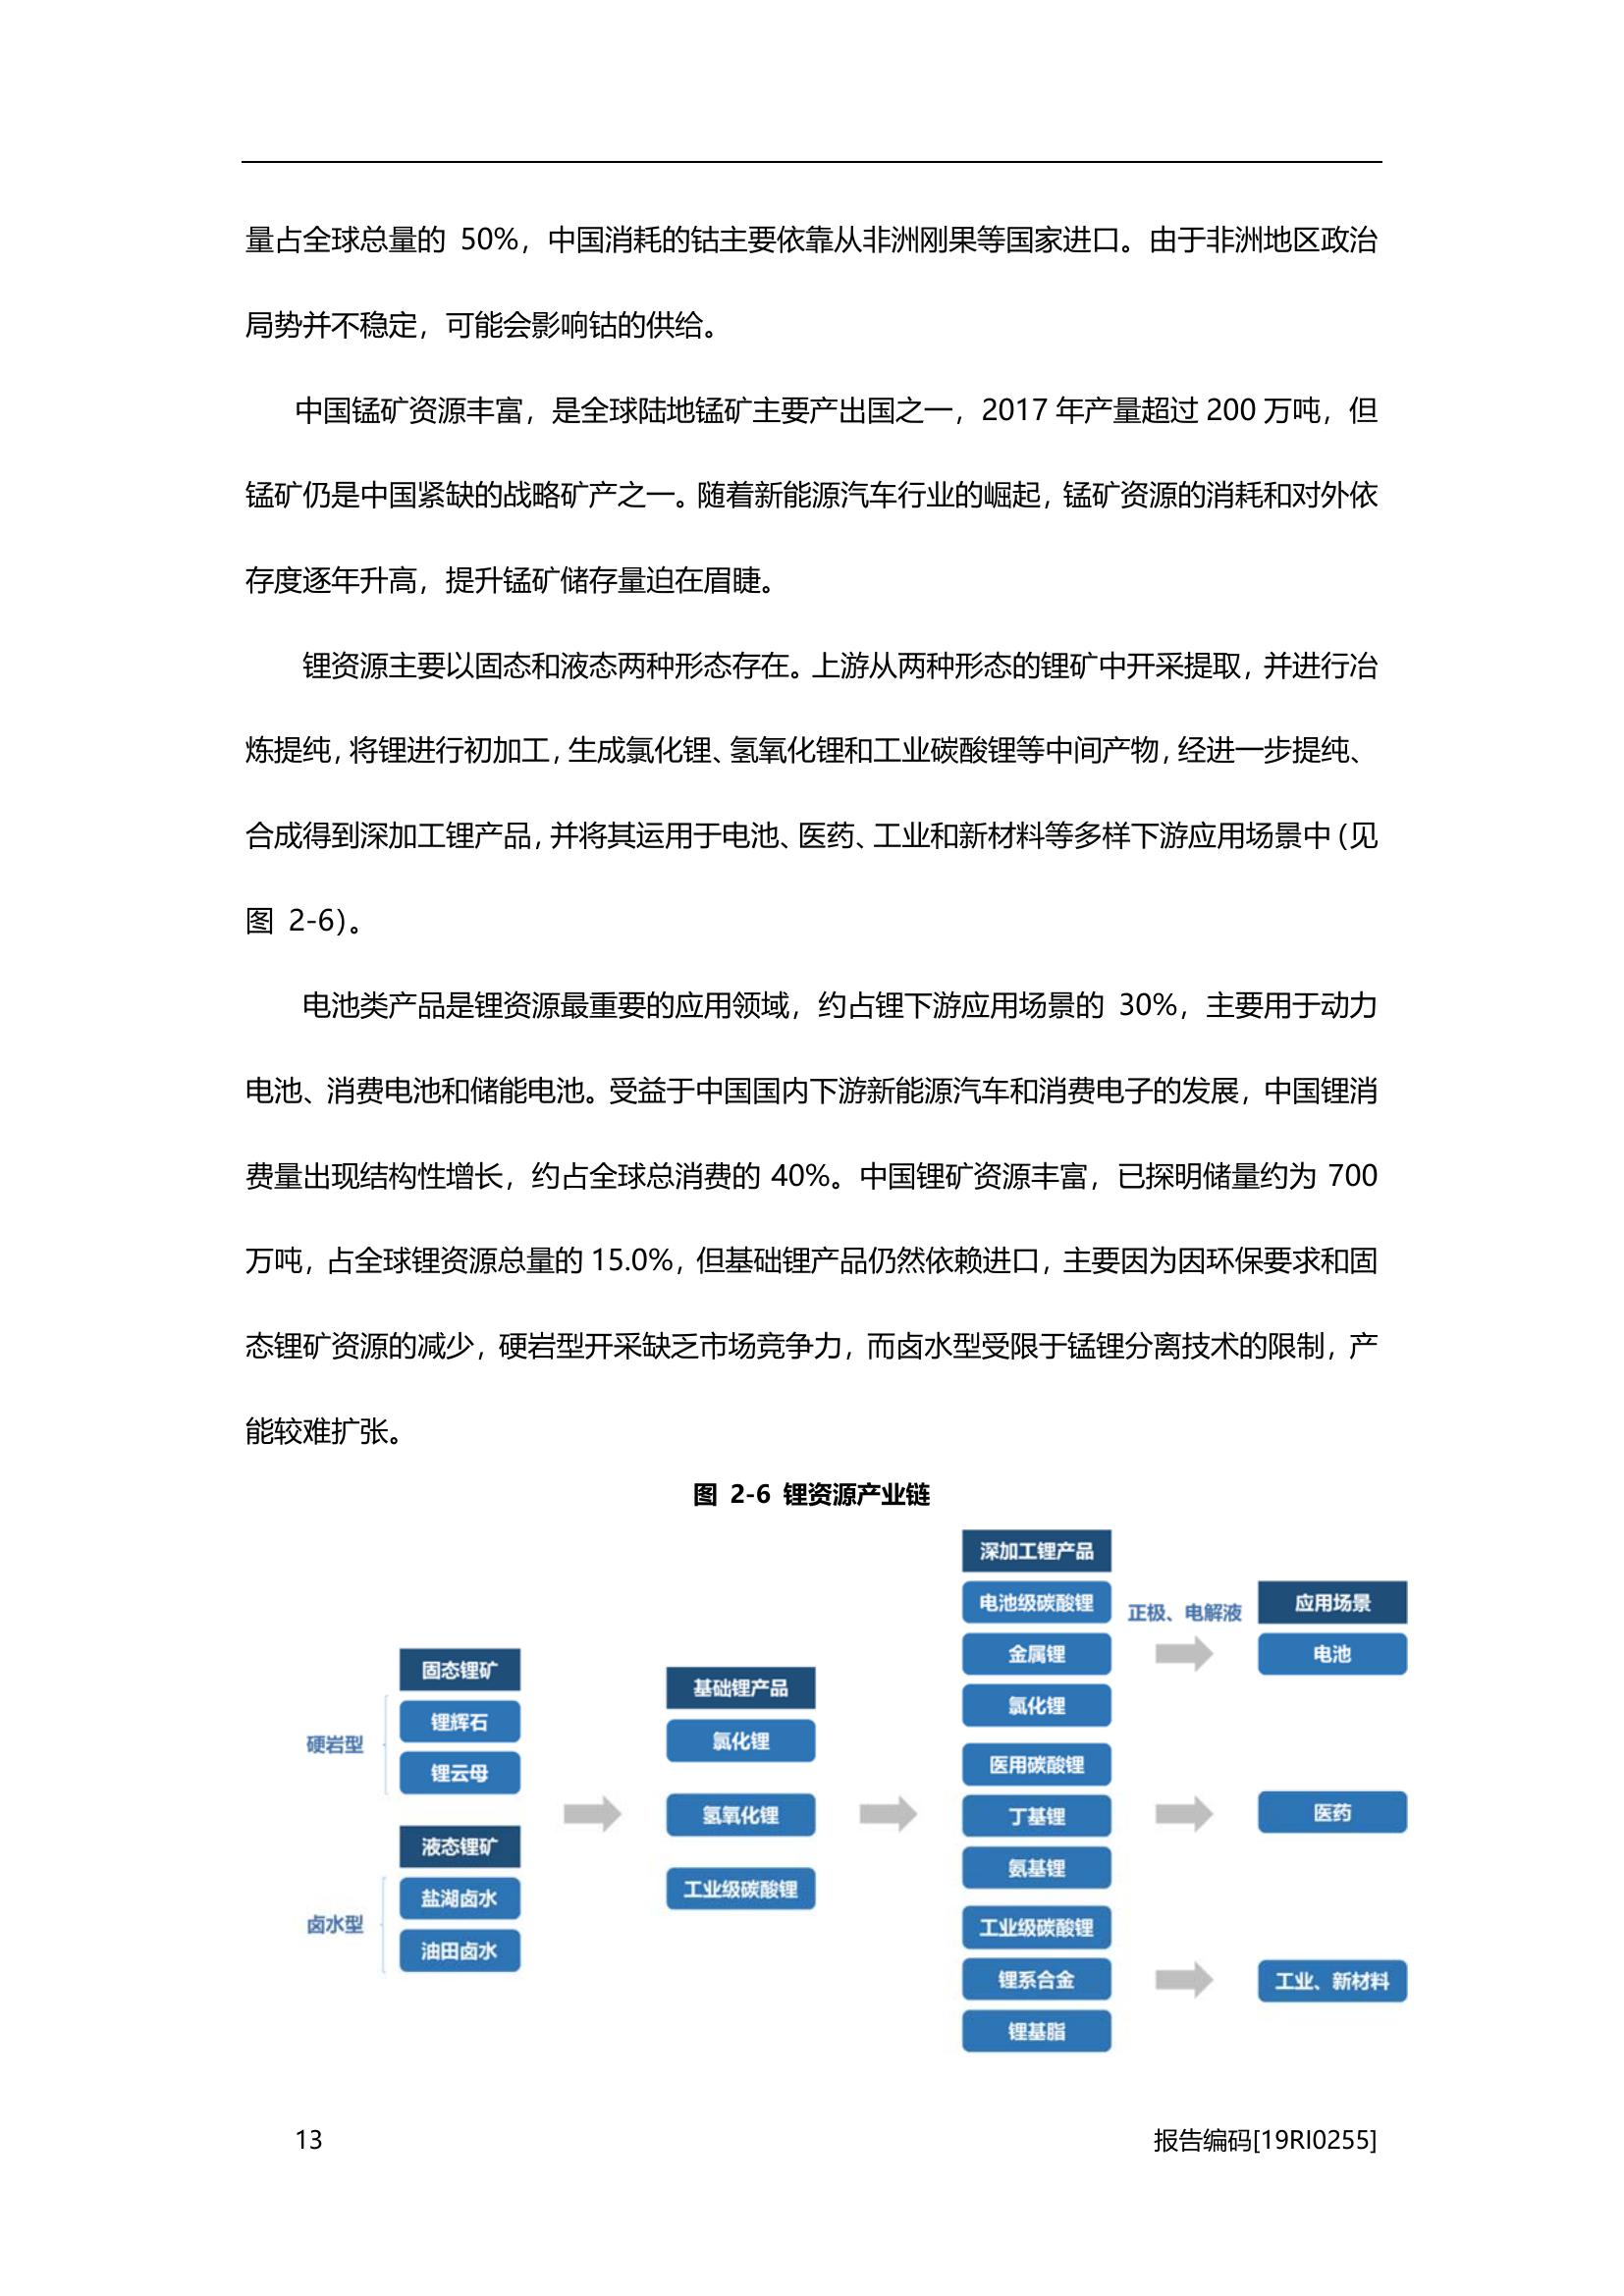 量占全球总量的 50%，中国消耗的钴主要依靠从非洲刚果等国家进口。由于非洲地区政治
局势并不稳定，可能会影响钴的供给。
中国锰矿资源丰富，是全球陆地锰矿主要产出国之一，2017 年产量超过 200 万吨，但
锰矿仍是中国紧缺的战略矿产之一。随着新能源汽车行业的崛起，锰矿资源的消耗和对外依
存度逐年升高，提升锰矿储存量迫在眉睫。
锂资源主要以固态和液态两种形态存在。上游从两种形态的锂矿中开采提取，并进行冶
炼提纯，将锂进行初加工，生成氯化锂、氢氧化锂和工业碳酸锂等中间产物，经进一步提纯、
合成得到深加工锂产品，并将其运用于电池、医药、工业和新材料等多样下游应用场景中（见
图 2-6）。
电池类产品是锂资源最重要的应用领域，约占锂下游应用场景的 30%，主要用于动力
电池、消费电池和储能电池。受益于中国国内下游新能源汽车和消费电子的发展，中国锂消
费量出现结构性增长，约占全球总消费的 40%。中国锂矿资源丰富，已探明储量约为 700
万吨，占全球锂资源总量的 15.0%，但基础锂产品仍然依赖进口，主要因为因环保要求和固
态锂矿资源的减少，硬岩型开采缺乏市场竞争力，而卤水型受限于锰锂分离技术的限制，产
能较难扩张。
图 2-6 锂资源产业链
硬岩型
固态锂矿
锂辉石
锂云母
卤水型
液态锂矿
盐湖卤水
油田卤水
基础锂产品
氯化锂
氢氧化锂
工业级碳酸锂
深加工锂产品
电池级碳酸锂
金属锂
氯化锂
医用碳酸锂
丁基锂
氨基锂
工业级碳酸锂
锂系合金
锂基脂
正极、电解液
应用场景
电池
医药
工业、新材料
13
报告编码[19RI0255]